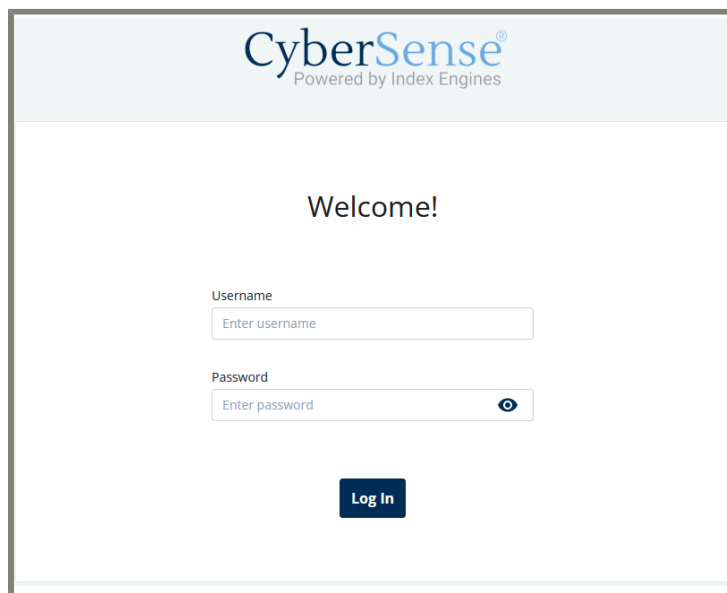 CyberSense®
Powered by Index Engines
Welcome!
Username
Enter username
Password
Enter password
Log In